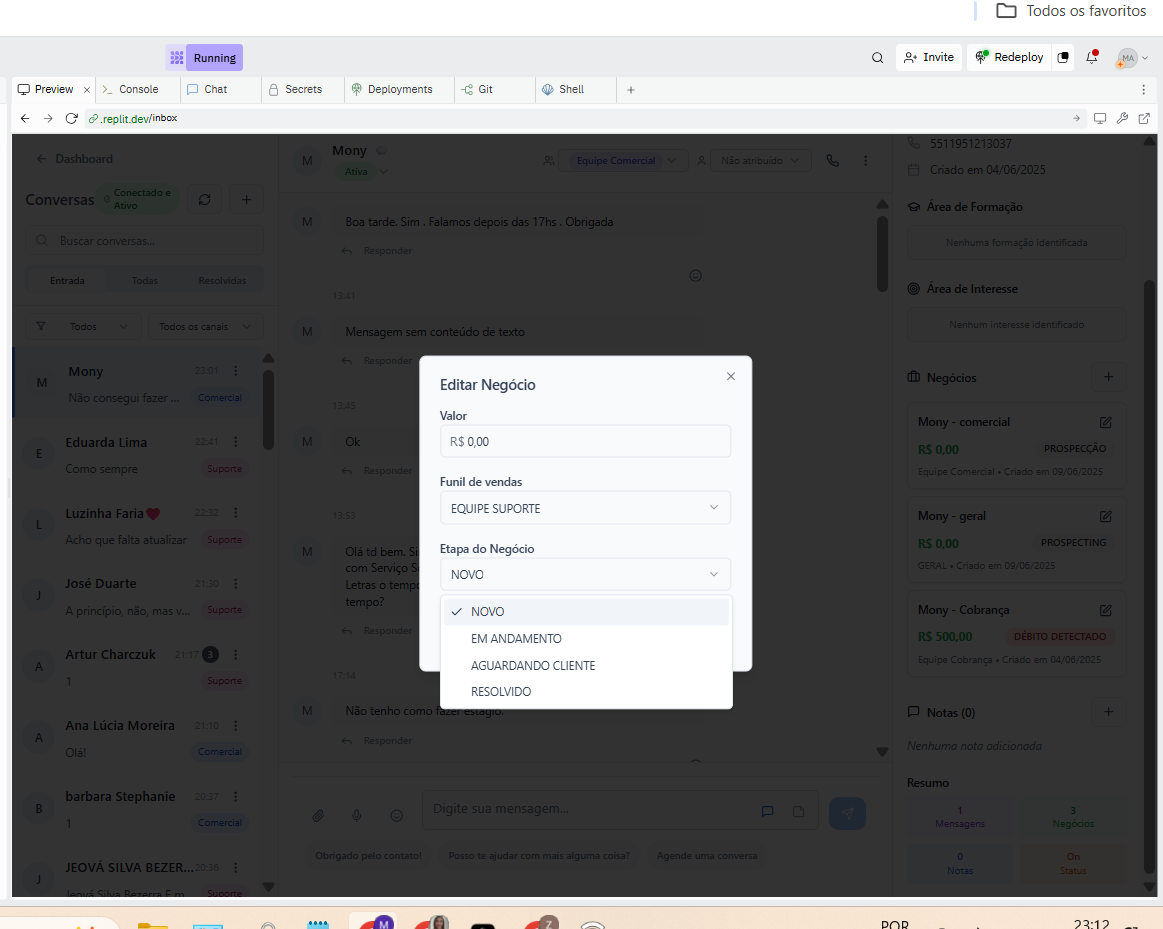 Todos os favoritos
Running
Invite
Redeploy
MA
Preview
Console
Chat
Secrets
Deployments
Git
Shell
.replit.dev/inbox
Dashboard
Conversas
Conectado e
Ativo
Buscar conversas...
Entrada
Todas
Resolvidas
Todos
Todos os canais
M
Mony
23:01
Não consegui fazer ...
Comercial
E
Eduarda Lima
22:41
Como sempre
Suporte
L
Luzinha Faria❤️
22:32
Acho que falta atualizar
Suporte
J
José Duarte
21:30
A princípio, não, mas v...
Suporte
A
Artur Charczuk
21:17
3
1
Suporte
A
Ana Lúcia Moreira
21:10
Olá!
Comercial
B
barbara Stephanie
20:37
1
Comercial
J
JEOVÁ SILVA BEZER...
20:35
Jeová Silva Bezerra E m
Suporte
M
Mony
Ativa
Equipe Comercial
Não atribuído
M
Boa tarde. Sim . Falamos depois das 17hs . Obrigada
Responder
13:41
M
Mensagem sem conteúdo de texto
Responder
13:45
M
Ok
Responder
13:53
M
Olá td bem. Si
com Serviço So
Letras o tempo
tempo?
Responder
17:14
M
Não tenho como fazer estágio.
Responder
Digite sua mensagem...
Obrigado pelo contato!
Posso te ajudar com mais alguma coisa?
Agende uma conversa
Editar Negócio
Valor
R$ 0,00
Funil de vendas
EQUIPE SUPORTE
Etapa do Negócio
NOVO
NOVO
EM ANDAMENTO
AGUARDANDO CLIENTE
RESOLVIDO
5511951213037
Criado em 04/06/2025
Área de Formação
Nenhuma formação identificada
Área de Interesse
Nenhum interesse identificado
Negócios
Mony - comercial
R$ 0,00
PROSPECÇÃO
Equipe Comercial • Criado em 09/06/2025
Mony - geral
R$ 0,00
PROSPECTING
GERAL • Criado em 09/06/2025
Mony - Cobrança
R$ 500,00
DÉBITO DETECTADO
Equipe Cobrança • Criado em 04/06/2025
Notas (0)
Nenhuma nota adicionada
Resumo
1
Mensagens
3
Negócios
0
Notas
On
Status
M
Z
POR
23:12